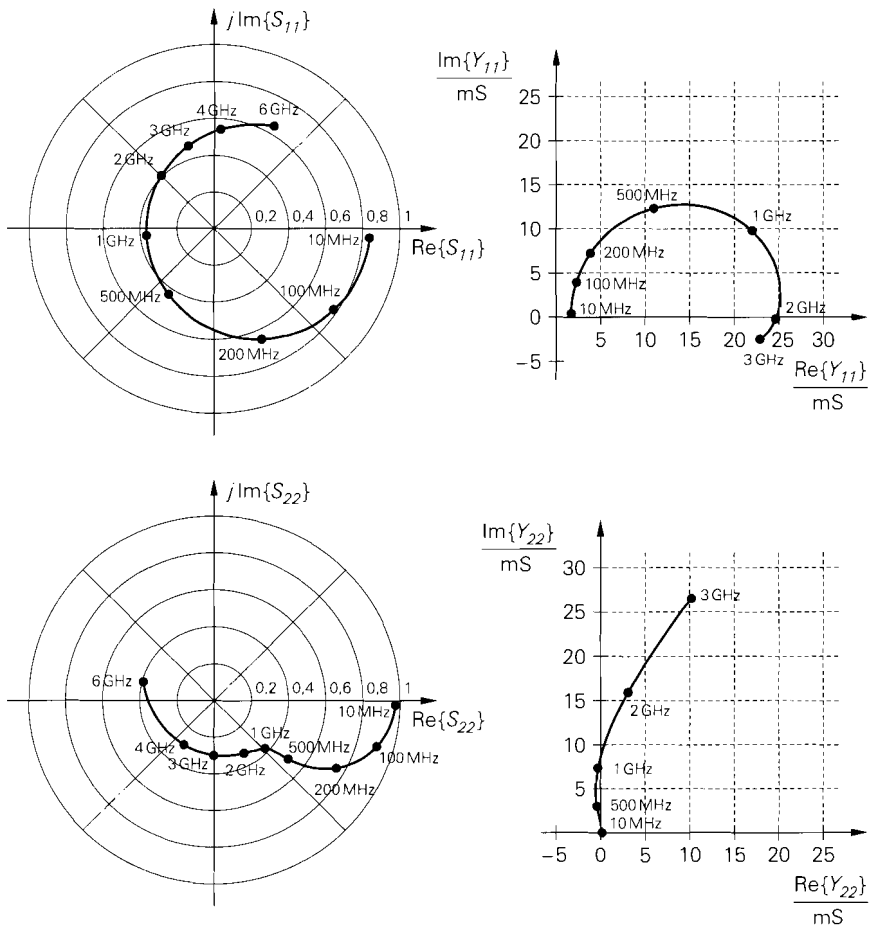 j Im{S11}
6 GHz
4 GHz
3 GHz
2 GHz
1 GHz
0,2 0,4 0,6 0,8 1
10 MHz
Re{S11}
100 MHz
500 MHz
200 MHz
Im{Y11}
mS
25
20
15
10
5
0
-5
500 MHz
1 GHz
200 MHz
100 MHz
10 MHz
2 GHz
3 GHz
5 10 15 20 25 30
Re{Y11}
mS
j Im{S22}
6 GHz
0,2 0,4 0,6 0,8 1
10 MHz
Re{S22}
4 GHz
3 GHz
2 GHz
1 GHz
500 MHz
100 MHz
200 MHz
Im{Y22}
mS
30
25
20
15
10
5
0
3 GHz
2 GHz
1 GHz
500 MHz
10 MHz
-5 0 5 10 15 20 25
Re{Y22}
mS